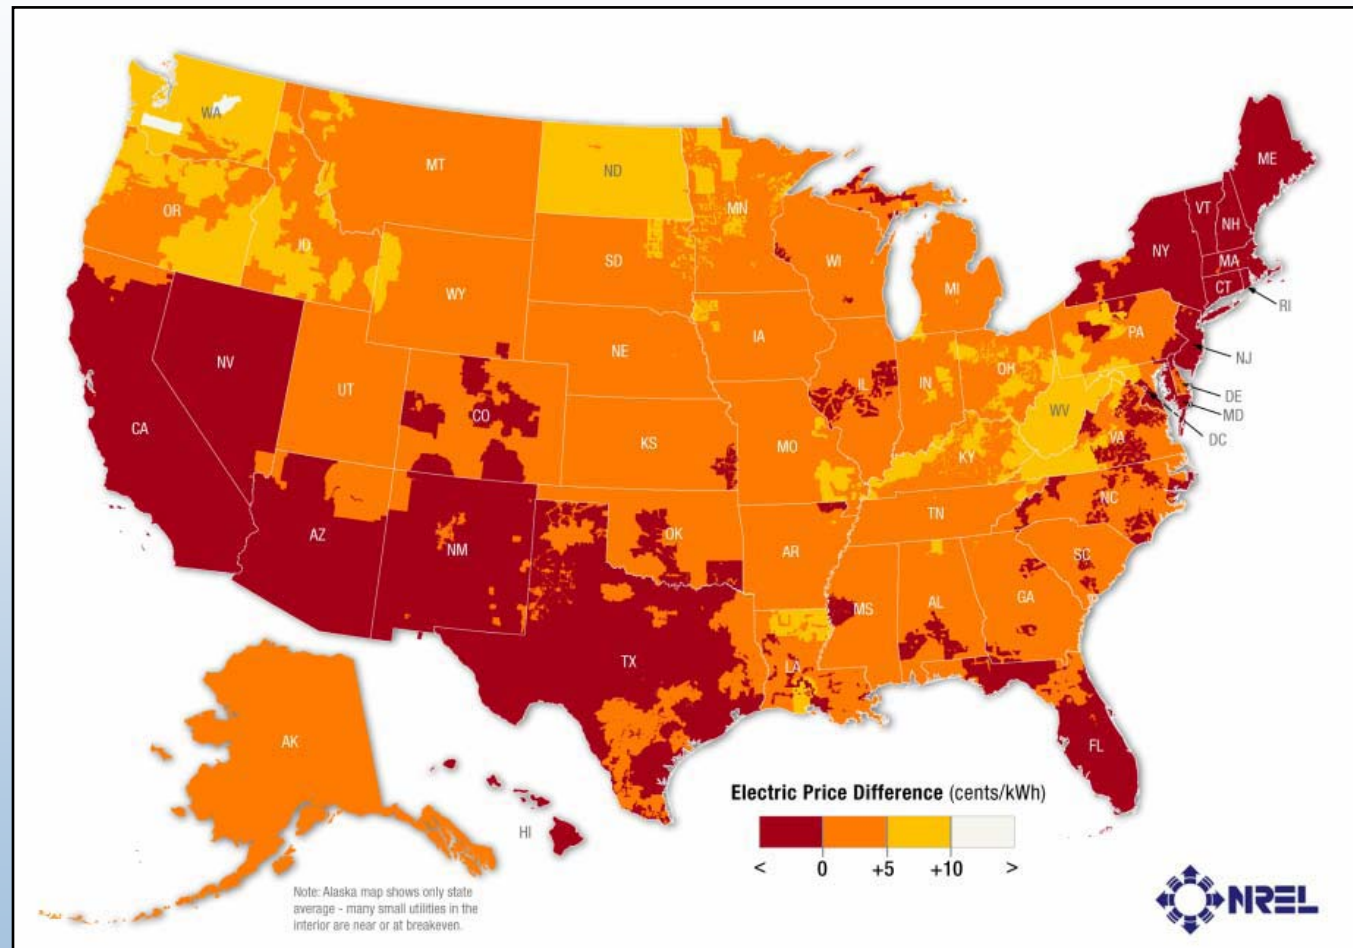 WA
MT
ND
MN
ME
VT
NH
OR
ID
SD
WI
NY
MA
WY
MI
CT
RI
IA
PA
NE
NV
OH
NJ
UT
IL
IN
DE
CO
WV
MD
CA
KS
MO
VA
DC
KY
NC
TN
OK
AZ
NM
AR
SC
MS
AL
GA
TX
LA
AK
FL
HI
Electric Price Difference (cents/kWh)
< 0 +5 +10 >
Note: Alaska map shows only state
average - many small utilities in the
interior are near or at breakeven.
NREL